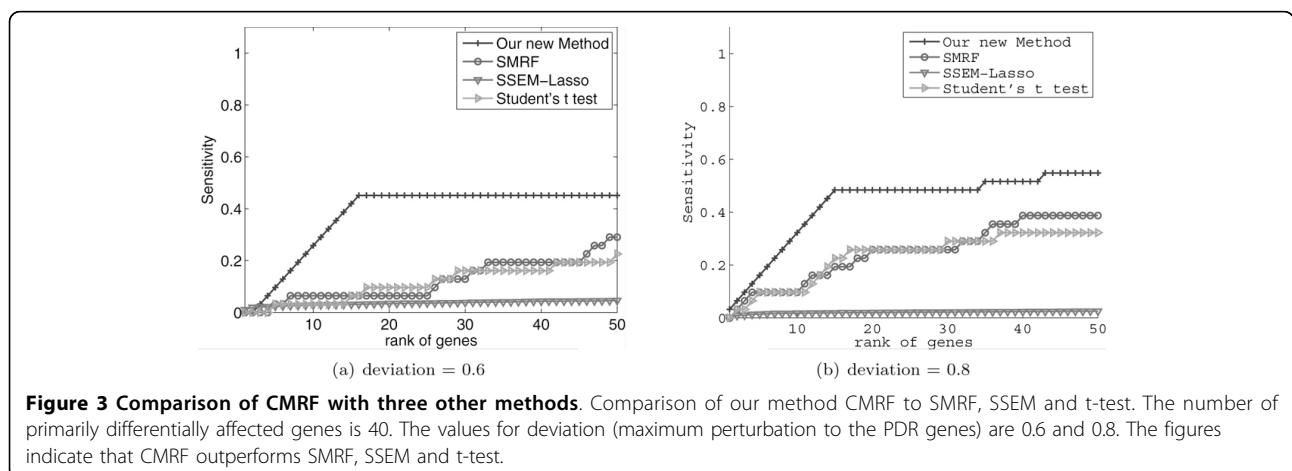 1
0.8
0.6
0.4
0.2
0
Sensitivity
10 20 30 40 50
rank of genes
Our new Method
SMRF
SSEM-Lasso
Student's t test
(a) deviation = 0.6
1
0.8
0.6
0.4
0.2
0
Sensitivity
10 20 30 40 50
rank of genes
Our new Method
SMRF
SSEM-Lasso
Student's t test
(b) deviation = 0.8
Figure 3 Comparison of CMRF with three other methods. Comparison of our method CMRF to SMRF, SSEM and t-test. The number of
primarily differentially affected genes is 40. The values for deviation (maximum perturbation to the PDR genes) are 0.6 and 0.8. The figures
indicate that CMRF outperforms SMRF, SSEM and t-test.